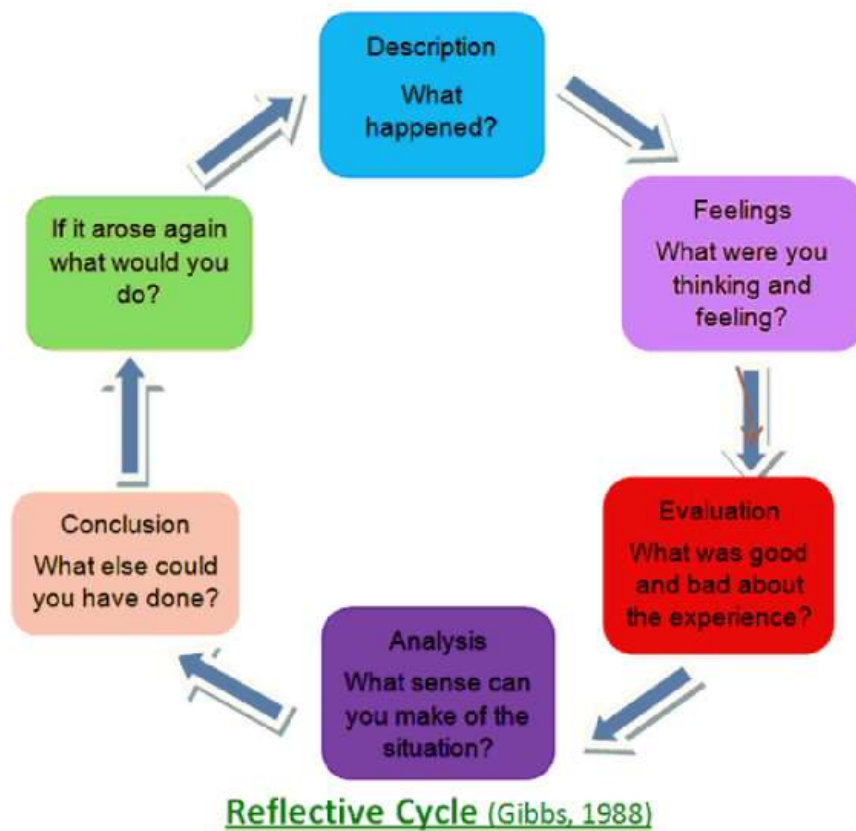 Description
What
happened?
Feelings
What were you
thinking and
feeling?
Evaluation
What was good
and bad about
the experience?
Analysis
What sense can
you make of the
situation?
Conclusion
What else could
you have done?
If it arose again
what would you
do?
Reflective Cycle (Gibbs, 1988)